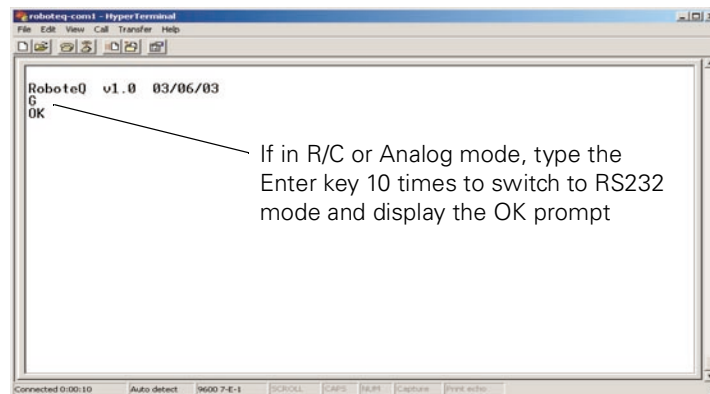 roboteq-com1 - HyperTerminal
File Edit View Call Transfer Help
RoboteQ v1.0 03/06/03
G
OK
If in R/C or Analog mode, type the
Enter key 10 times to switch to RS232
mode and display the OK prompt
Connected 0:00:10 Auto detect 9600 7-E-1 SCROLL CAPS NUM Capture Print echo